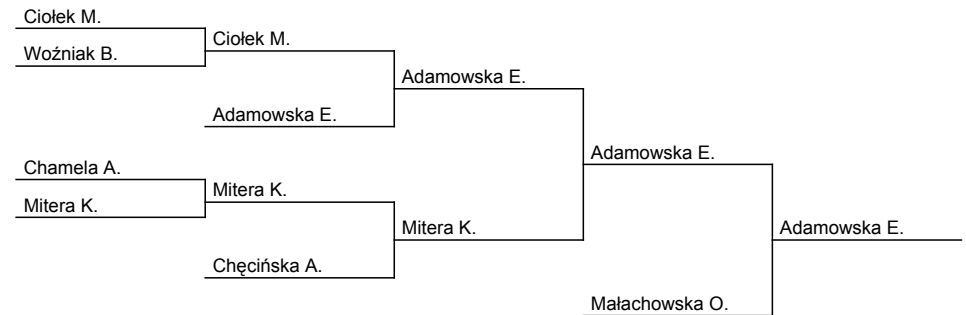 Ciołek M.
Woźniak B.
Ciołek M.
Adamowska E.
Adamowska E.
Chamela A.
Mitera K.
Mitera K.
Chęcińska A.
Mitera K.
Adamowska E.
Małachowska O.
Adamowska E.